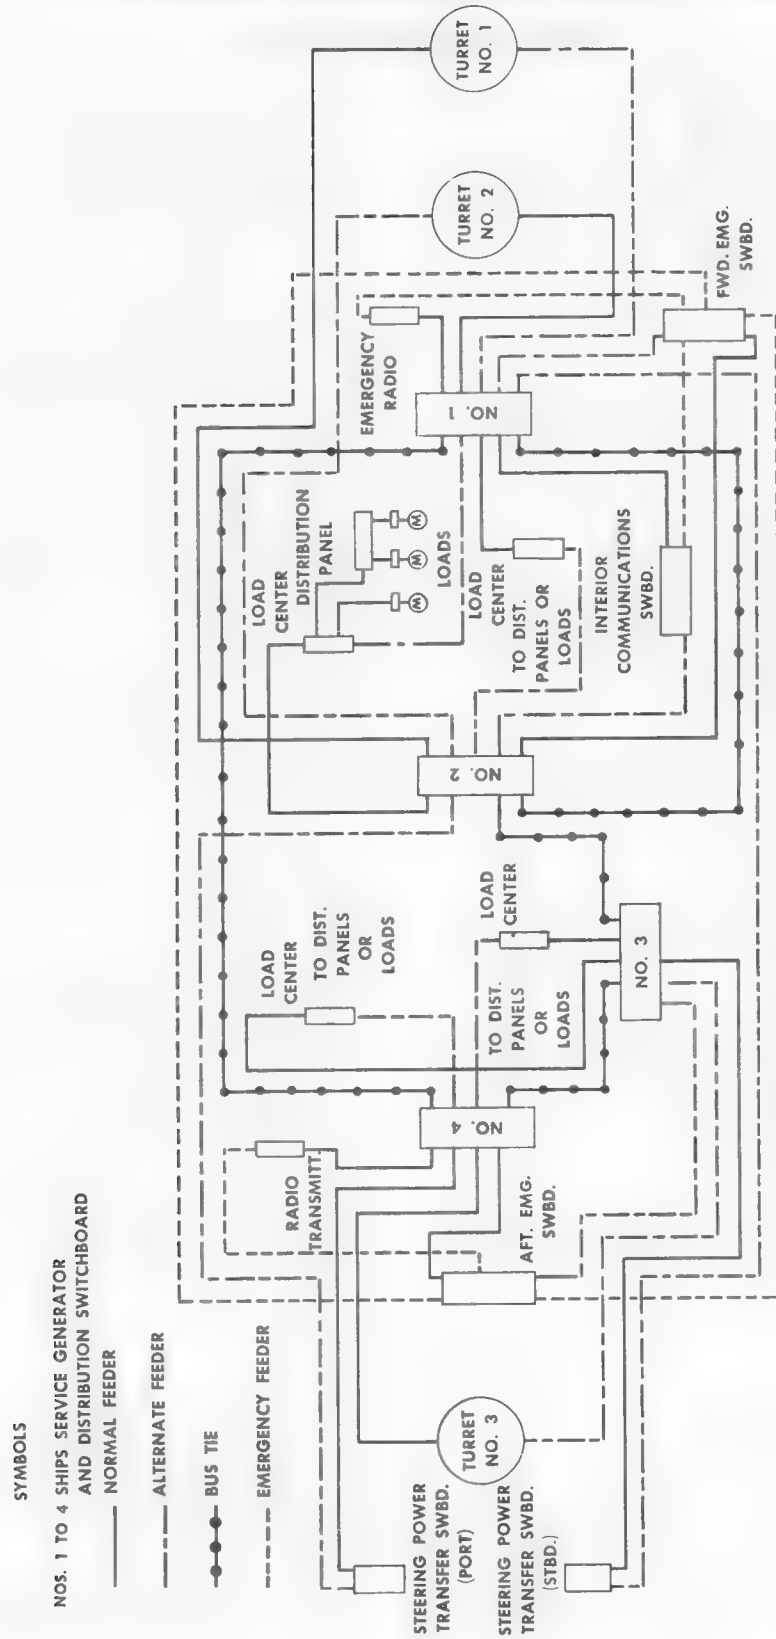 SYMBOLS
NOS. 1 TO 4 SHIPS SERVICE GENERATOR
AND DISTRIBUTION SWITCHBOARD
NORMAL FEEDER
ALTERNATE FEEDER
BUS TIE
EMERGENCY FEEDER
STEERING POWER
TRANSFER SWBD.
(PORT)
STEERING POWER
TRANSFER SWBD.
(STBD.)
TURRET
NO. 3
RADIO
TRANSMITT.
AFT. EMG.
SWBD.
NO. 4
LOAD
CENTER
TO DIST.
PANELS
OR
LOADS
LOAD
CENTER
TO DIST.
PANELS
OR
LOADS
NO. 3
NO. 2
LOAD
CENTER
DISTRIBUTION
PANEL
M
M
M
LOADS
LOAD
CENTER
TO DIST.
PANELS OR
LOADS
INTERIOR
COMMUNICATIONS
SWBD.
EMERGENCY
RADIO
NO. 1
TURRET
NO. 2
TURRET
NO. 1
FWD. EMG.
SWBD.